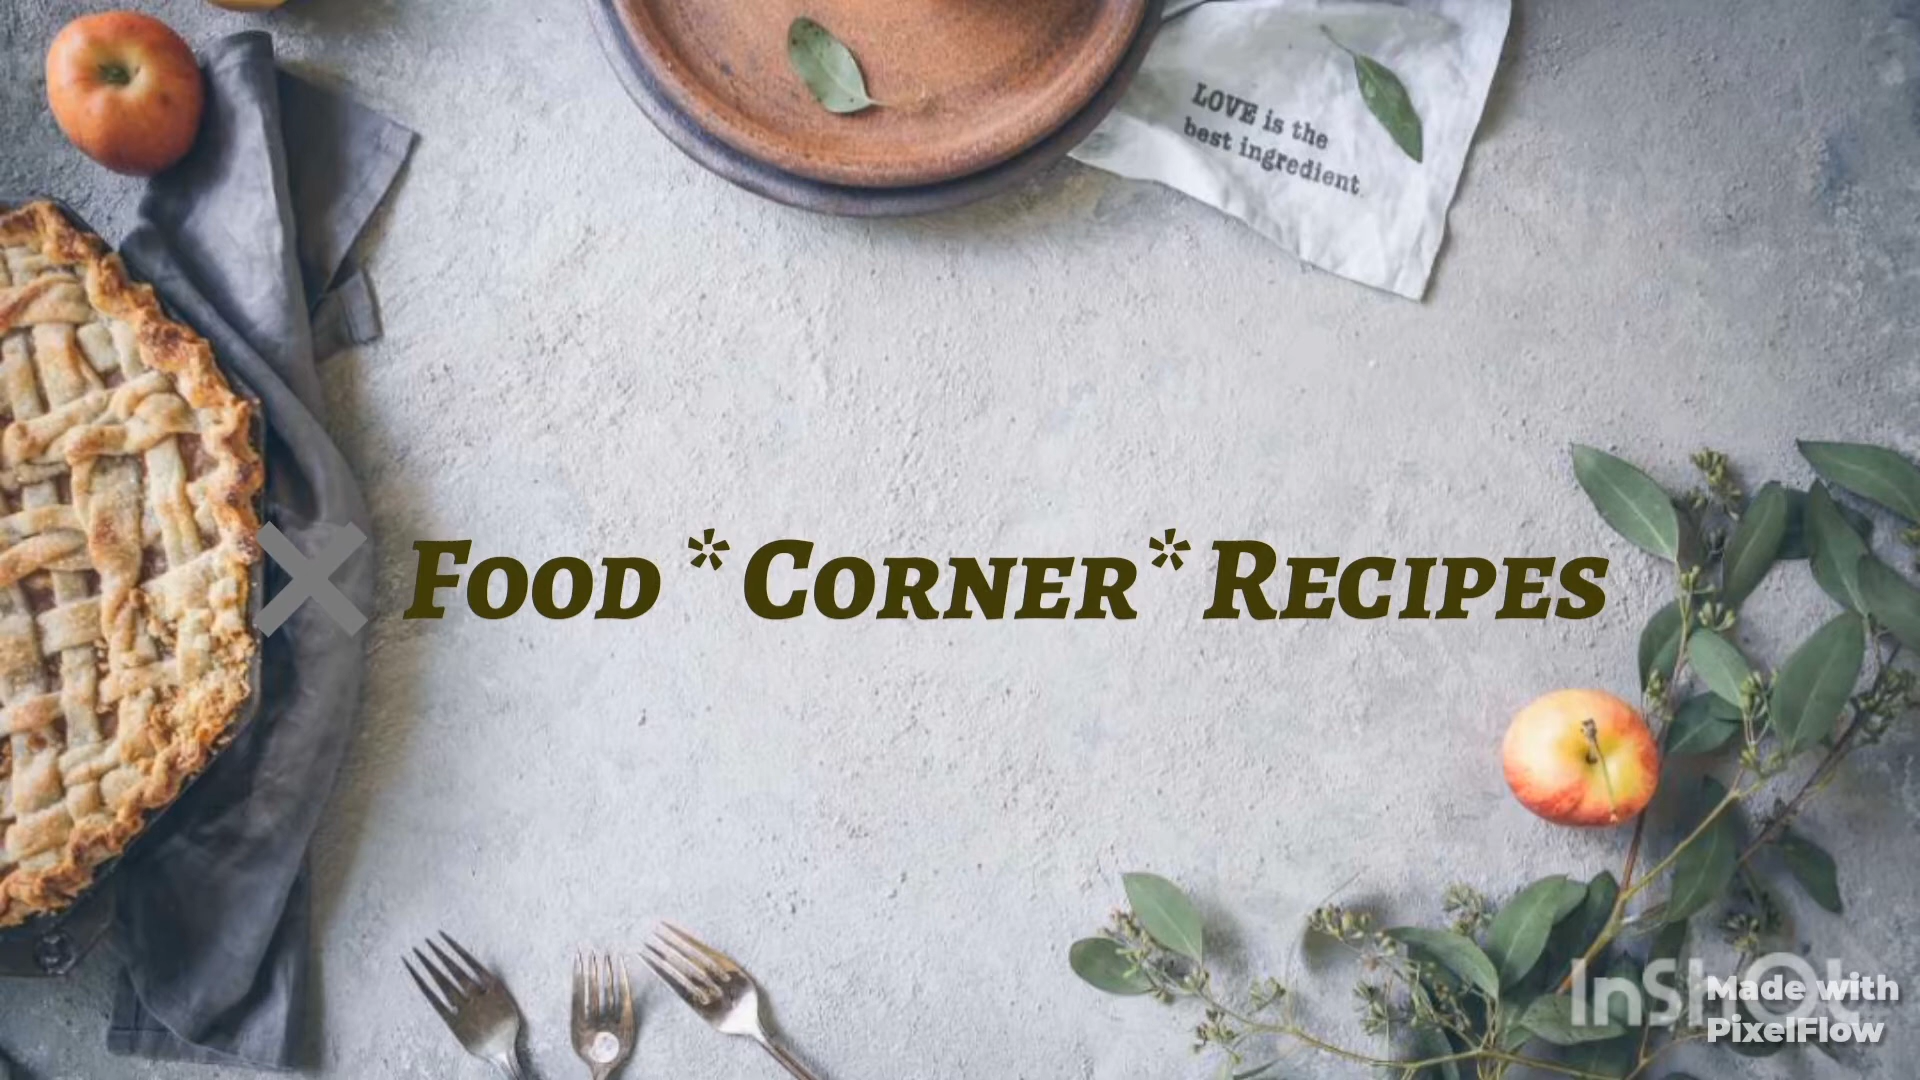 LOVE is the
best ingredient
Food *Corner* Recipes
InShOt
Made with
PixelFlow